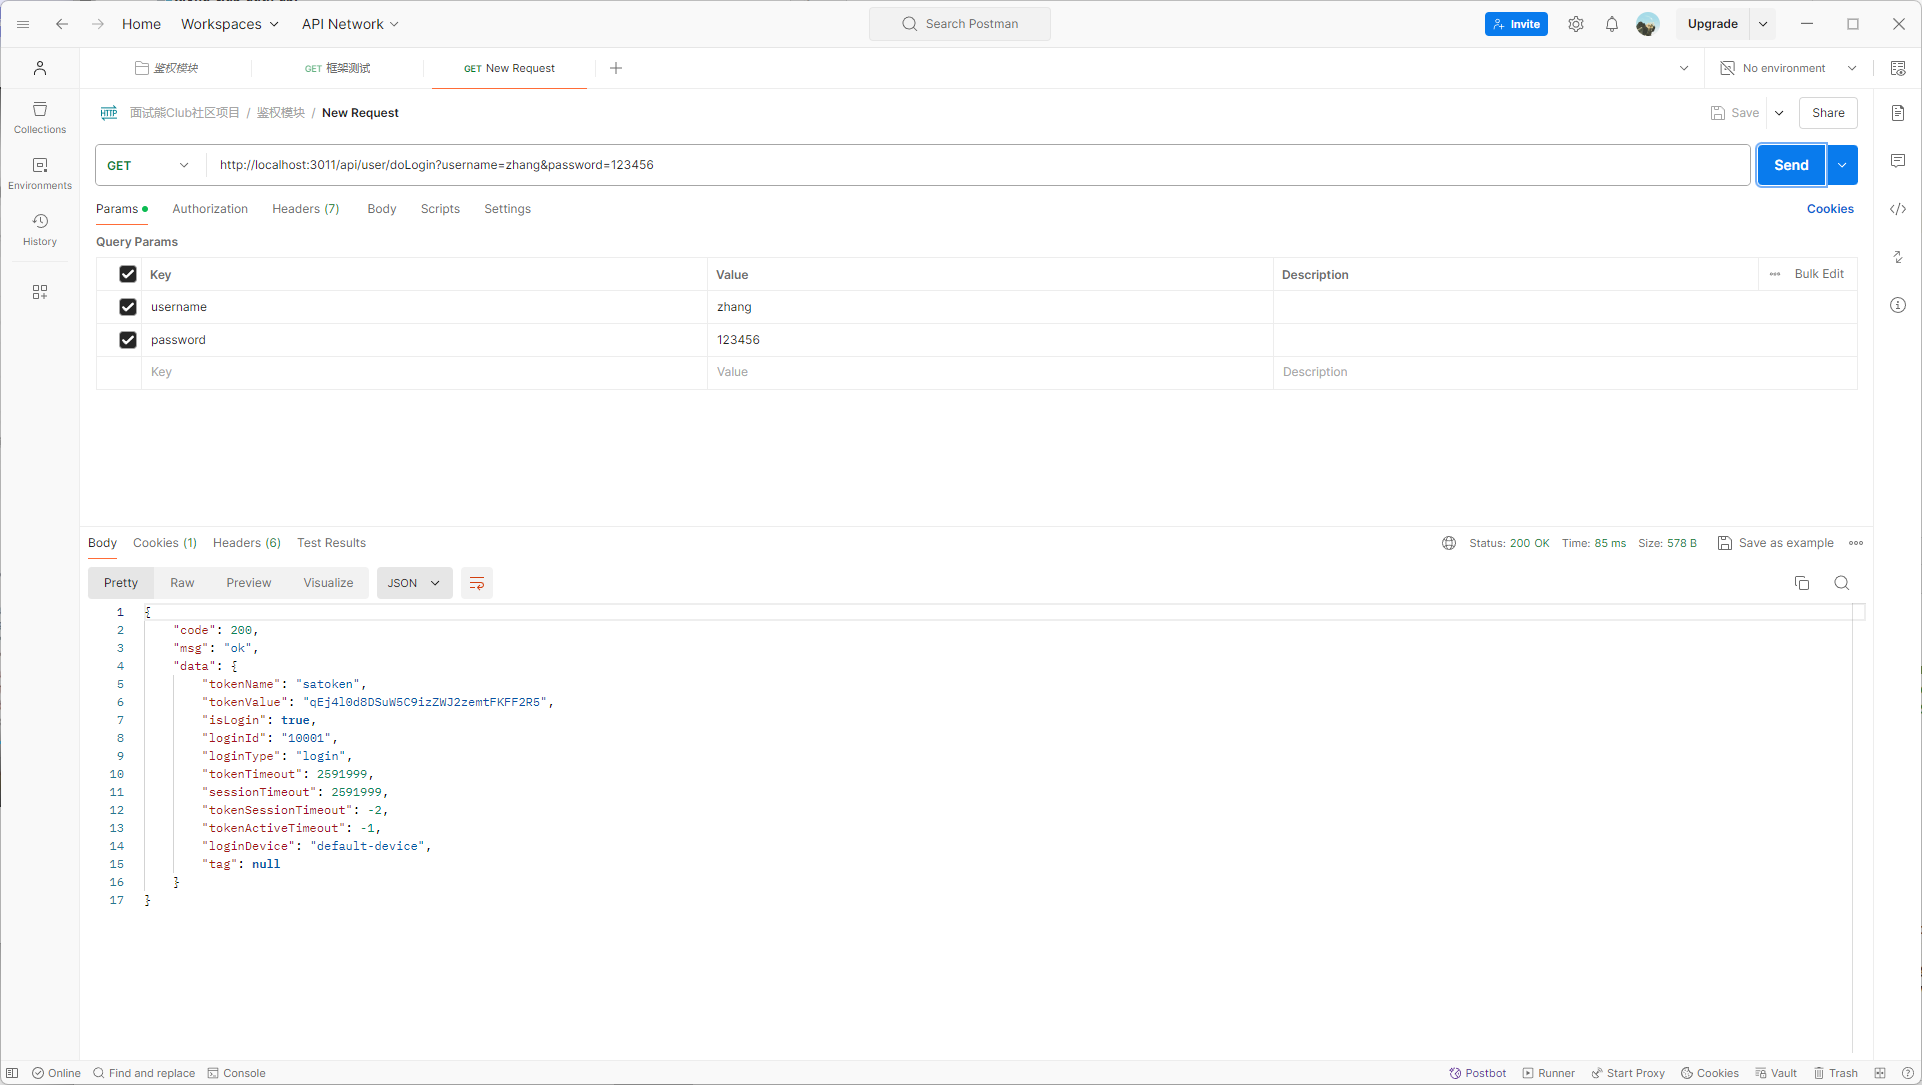 Home Workspaces API Network Search Postman Invite Upgrade
鉴权模块 GET 框架测试 GET New Request No environment
面试熊Club社区项目 / 鉴权模块 / New Request Save Share
Collections
GET http://localhost:3011/api/user/doLogin?username=zhang&password=123456 Send
Environments
Params Authorization Headers (7) Body Scripts Settings Cookies
History
Query Params
Key Value Description Bulk Edit
username zhang
password 123456
Key Value Description
Body Cookies (1) Headers (6) Test Results Status: 200 OK Time: 85 ms Size: 578 B Save as example
Pretty Raw Preview Visualize JSON
1 {
2 "code": 200,
3 "msg": "ok",
4 "data": {
5 "tokenName": "satoken",
6 "tokenValue": "qEj4l0d8DSuW5C9izZWJ2zemtFKFF2R5",
7 "isLogin": true,
8 "loginId": "10001",
9 "loginType": "login",
10 "tokenTimeout": 2591999,
11 "sessionTimeout": 2591999,
12 "tokenSessionTimeout": -2,
13 "tokenActiveTimeout": -1,
14 "loginDevice": "default-device",
15 "tag": null
16 }
17 }
Online Find and replace Console Postbot Runner Start Proxy Cookies Vault Trash